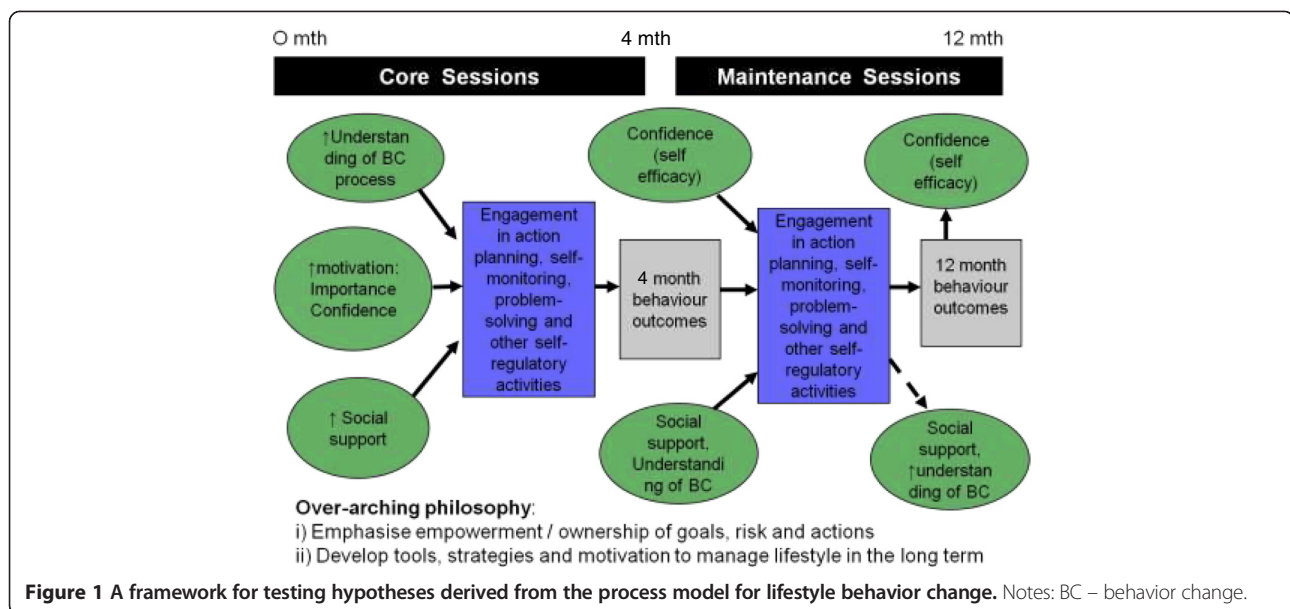 O mth
4 mth
12 mth
Core Sessions
Maintenance Sessions
↑Understan
ding of BC
process
↑motivation:
Importance
Confidence
↑ Social
support
Engagement
in action
planning, self-
monitoring,
problem-
solving and
other self-
regulatory
activities
4 month
behaviour
outcomes
Confidence
(self
efficacy)
Social
support,
Understandi
ng of BC
Engagement
in action
planning, self-
monitoring,
problem-
solving and
other self-
regulatory
activities
12 month
behaviour
outcomes
Confidence
(self
efficacy)
Social
support,
↑understan
ding of BC
Over-arching philosophy:
i) Emphasise empowerment / ownership of goals, risk and actions
ii) Develop tools, strategies and motivation to manage lifestyle in the long term
Figure 1 A framework for testing hypotheses derived from the process model for lifestyle behavior change. Notes: BC – behavior change.